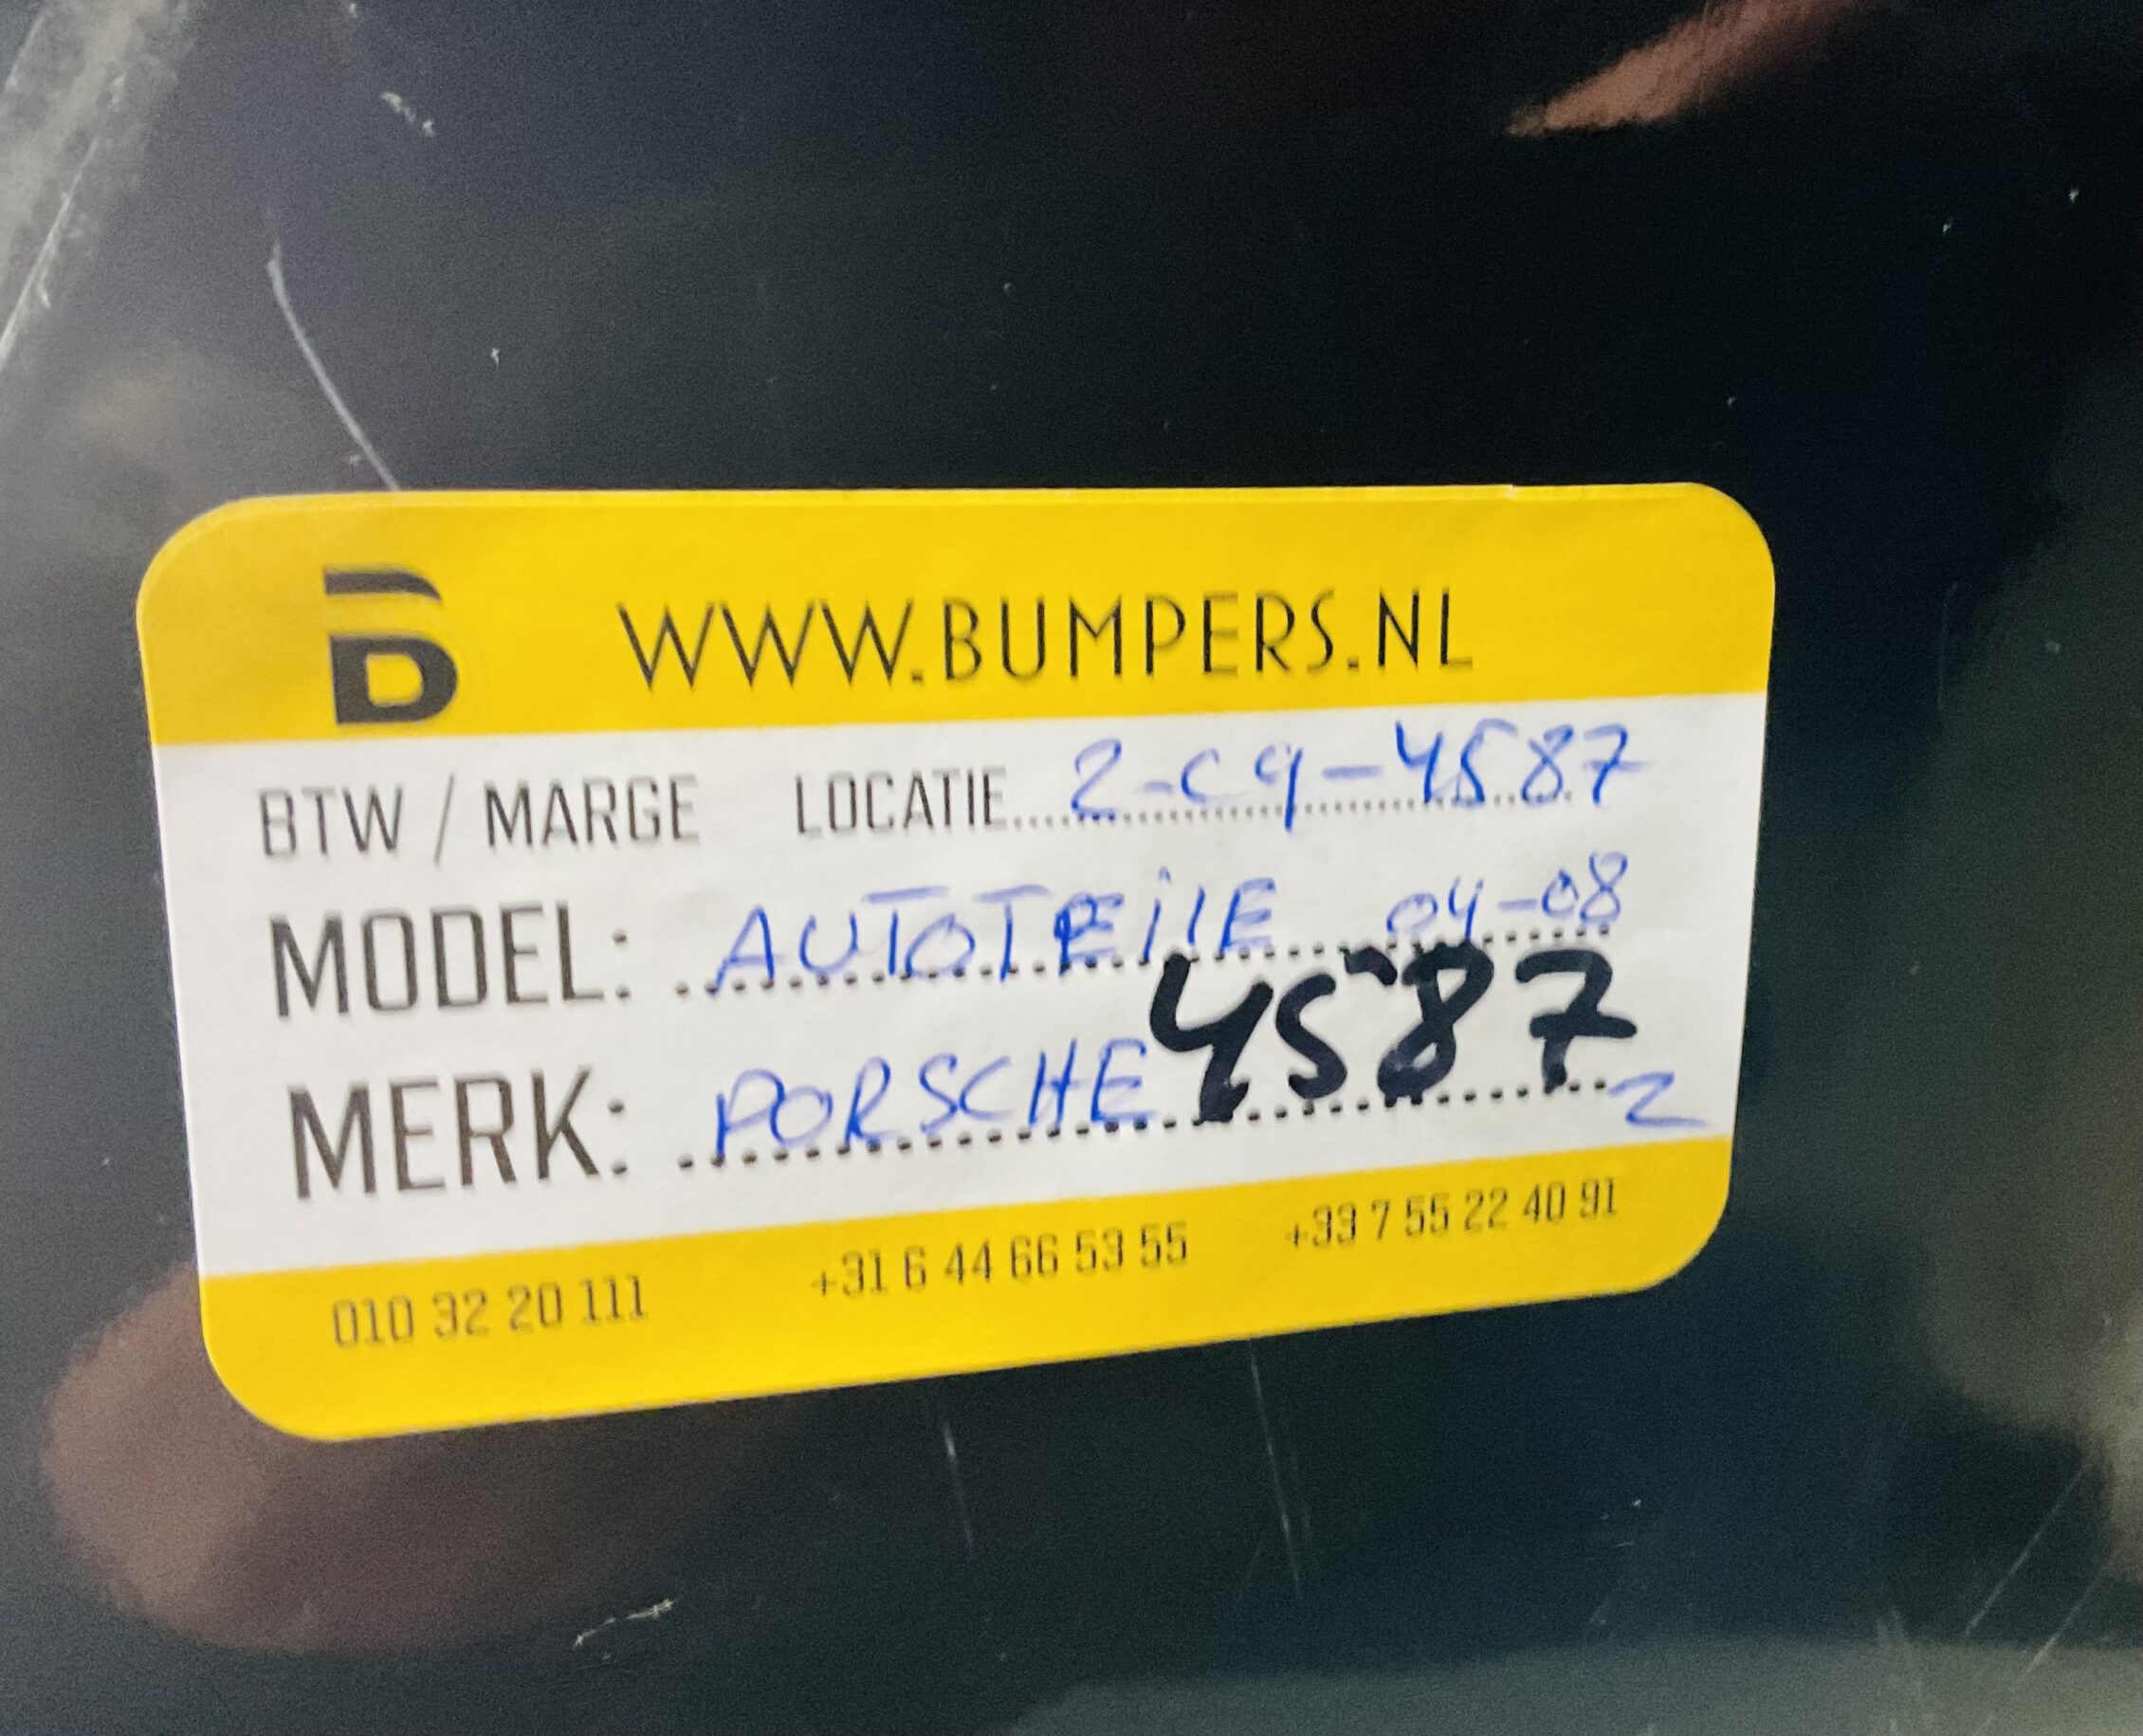 WWW.BUMPERS.NL
BTW / MARGE LOCATIE 2-C9-4587
MODEL: AUTOTEILE 04-08
4587
MERK: PORSCHE 2
010 32 20 111 +31 6 44 66 53 55 +33 7 55 22 40 91